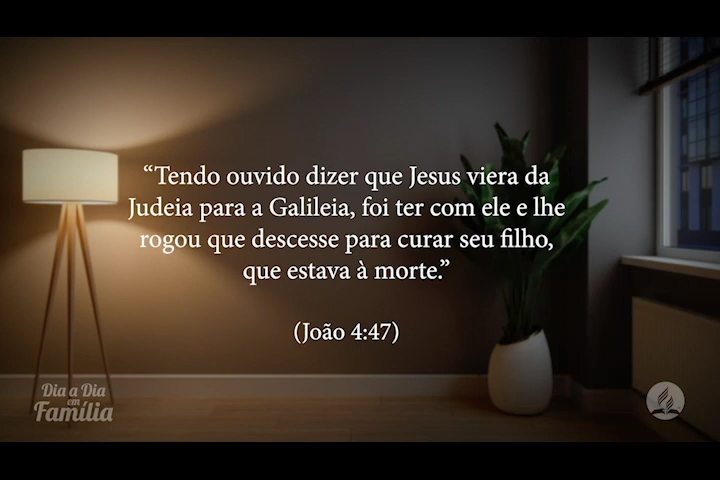 “Tendo ouvido dizer que Jesus viera da
Judeia para a Galileia, foi ter com ele e lhe
rogou que descesse para curar seu filho,
que estava à morte.”
(João 4:47)
Dia a Dia
em
Família